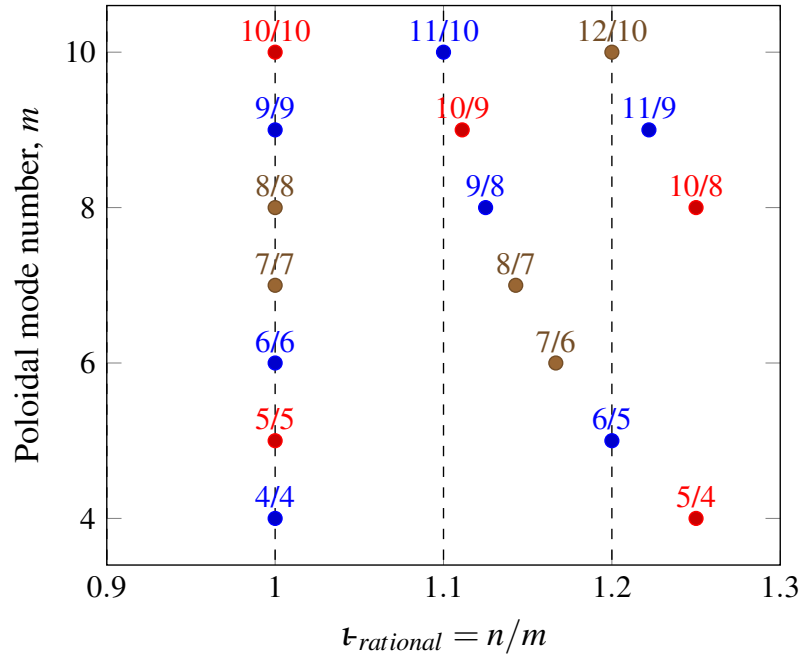 10/10 11/10 12/10
10
9/9 10/9 11/9
8/8 9/8 10/8
8
7/7 8/7
6/6 7/6
6
5/5 6/5
4/4 5/4
4
0.9 1 1.1 1.2 1.3
Poloidal mode number, m
ɨrational = n/m